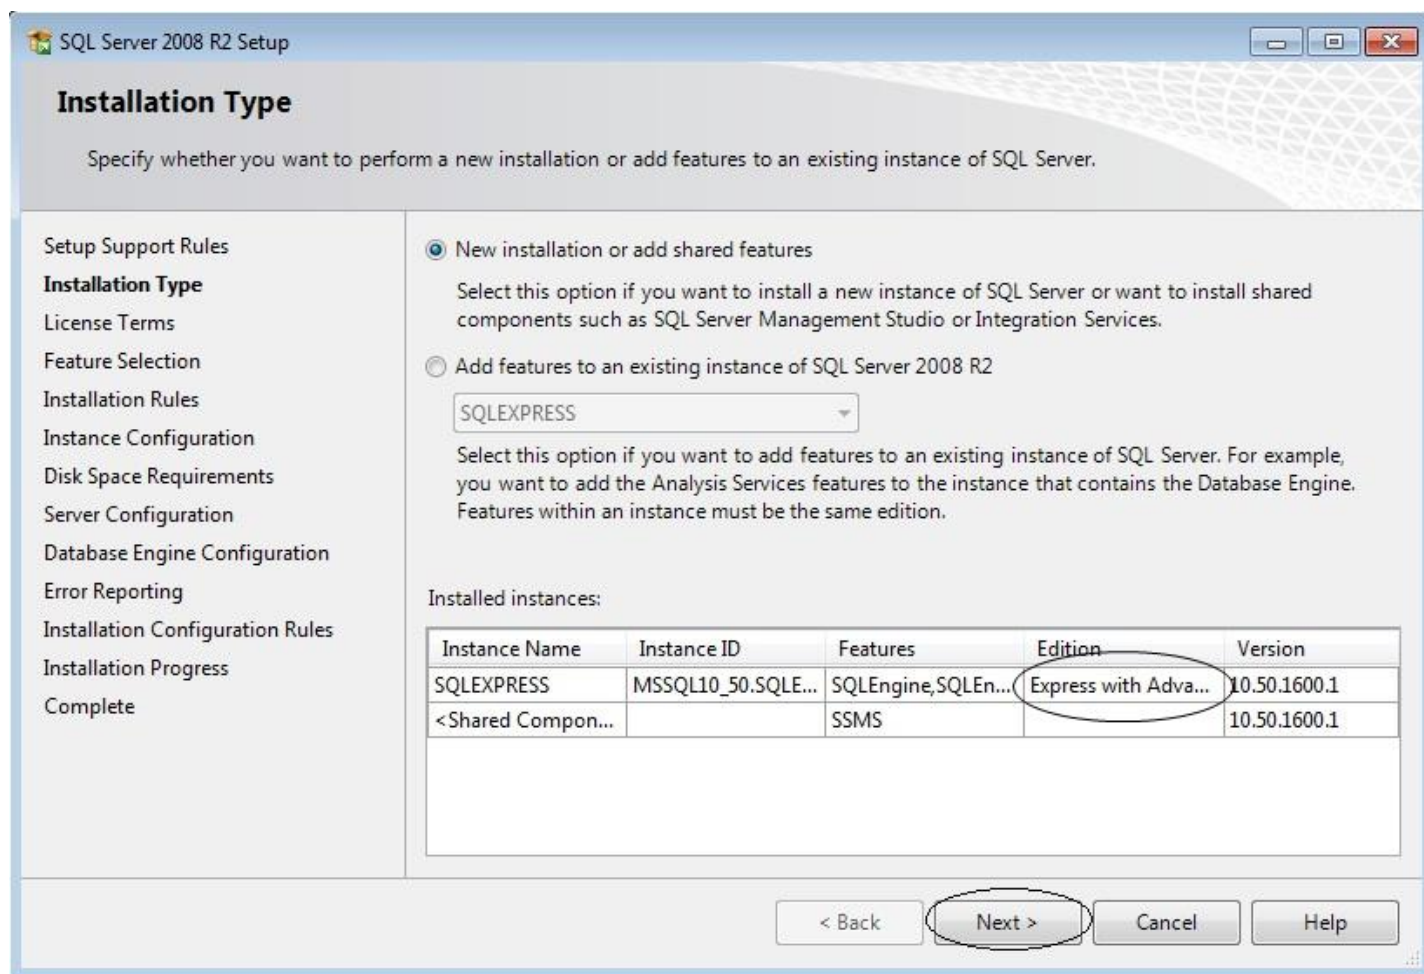 SQL Server 2008 R2 Setup
Installation Type
Specify whether you want to perform a new installation or add features to an existing instance of SQL Server.
Setup Support Rules
Installation Type
License Terms
Feature Selection
Installation Rules
Instance Configuration
Disk Space Requirements
Server Configuration
Database Engine Configuration
Error Reporting
Installation Configuration Rules
Installation Progress
Complete
New installation or add shared features
Select this option if you want to install a new instance of SQL Server or want to install shared
components such as SQL Server Management Studio or Integration Services.
Add features to an existing instance of SQL Server 2008 R2
SQLEXPRESS
Select this option if you want to add features to an existing instance of SQL Server. For example,
you want to add the Analysis Services features to the instance that contains the Database Engine.
Features within an instance must be the same edition.
Installed instances:
Instance Name Instance ID Features Edition Version
SQLEXPRESS MSSQL10_50.SQLE... SQLEngine,SQLEn... Express with Adva... 10.50.1600.1
<Shared Compon... SSMS 10.50.1600.1
< Back Next > Cancel Help